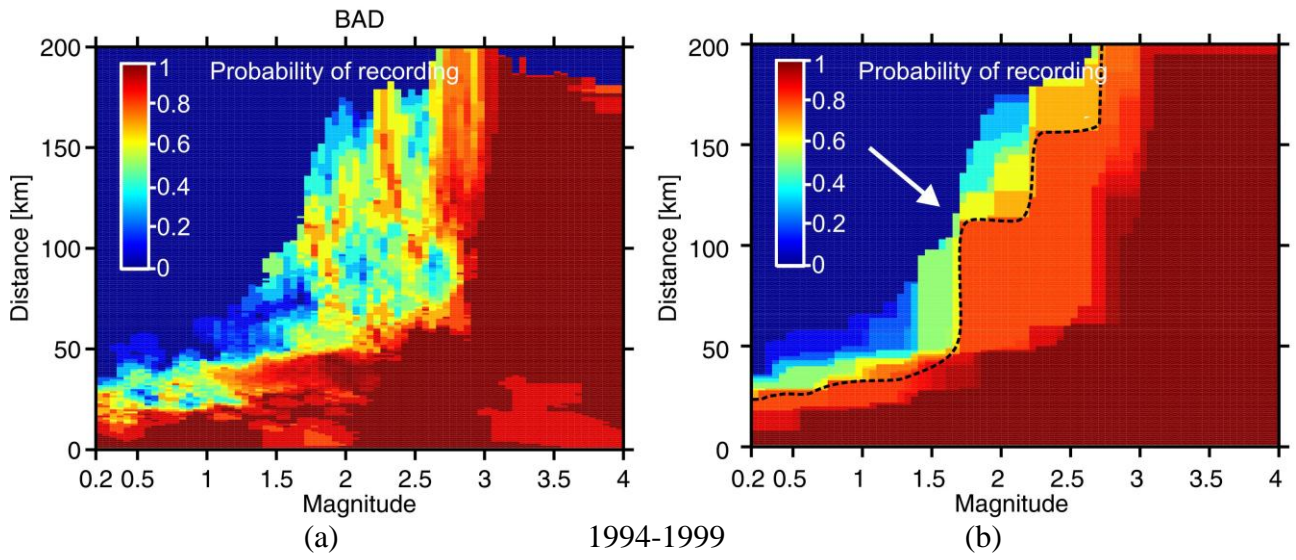 BAD
200
150
100
50
0
Distance [km]
Probability of recording
1
0.8
0.6
0.4
0.2
0
0.2 0.5 1 1.5 2 2.5 3 3.5 4
Magnitude
(a)
200
150
100
50
0
Distance [km]
Probability of recording
1
0.8
0.6
0.4
0.2
0
0.2 0.5 1 1.5 2 2.5 3 3.5 4
Magnitude
(b)
1994-1999